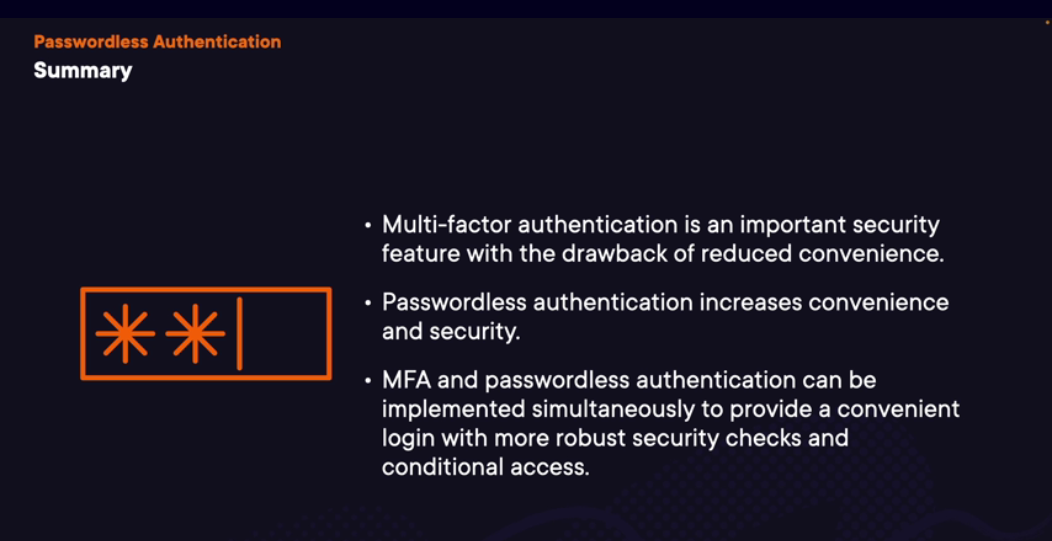 Passwordless Authentication
Summary
• Multi-factor authentication is an important security
feature with the drawback of reduced convenience.
• Passwordless authentication increases convenience
and security.
• MFA and passwordless authentication can be
implemented simultaneously to provide a convenient
login with more robust security checks and
conditional access.